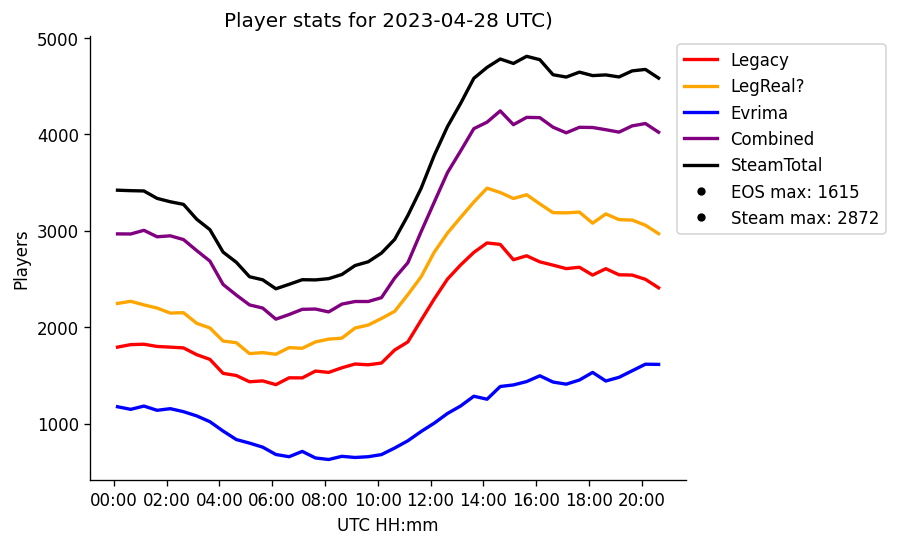 Player stats for 2023-04-28 UTC)
5000
4000
3000
2000
1000
Players
00:00 02:00 04:00 06:00 08:00 10:00 12:00 14:00 16:00 18:00 20:00
UTC HH:mm
Legacy
LegReal?
Evrima
Combined
SteamTotal
EOS max: 1615
Steam max: 2872